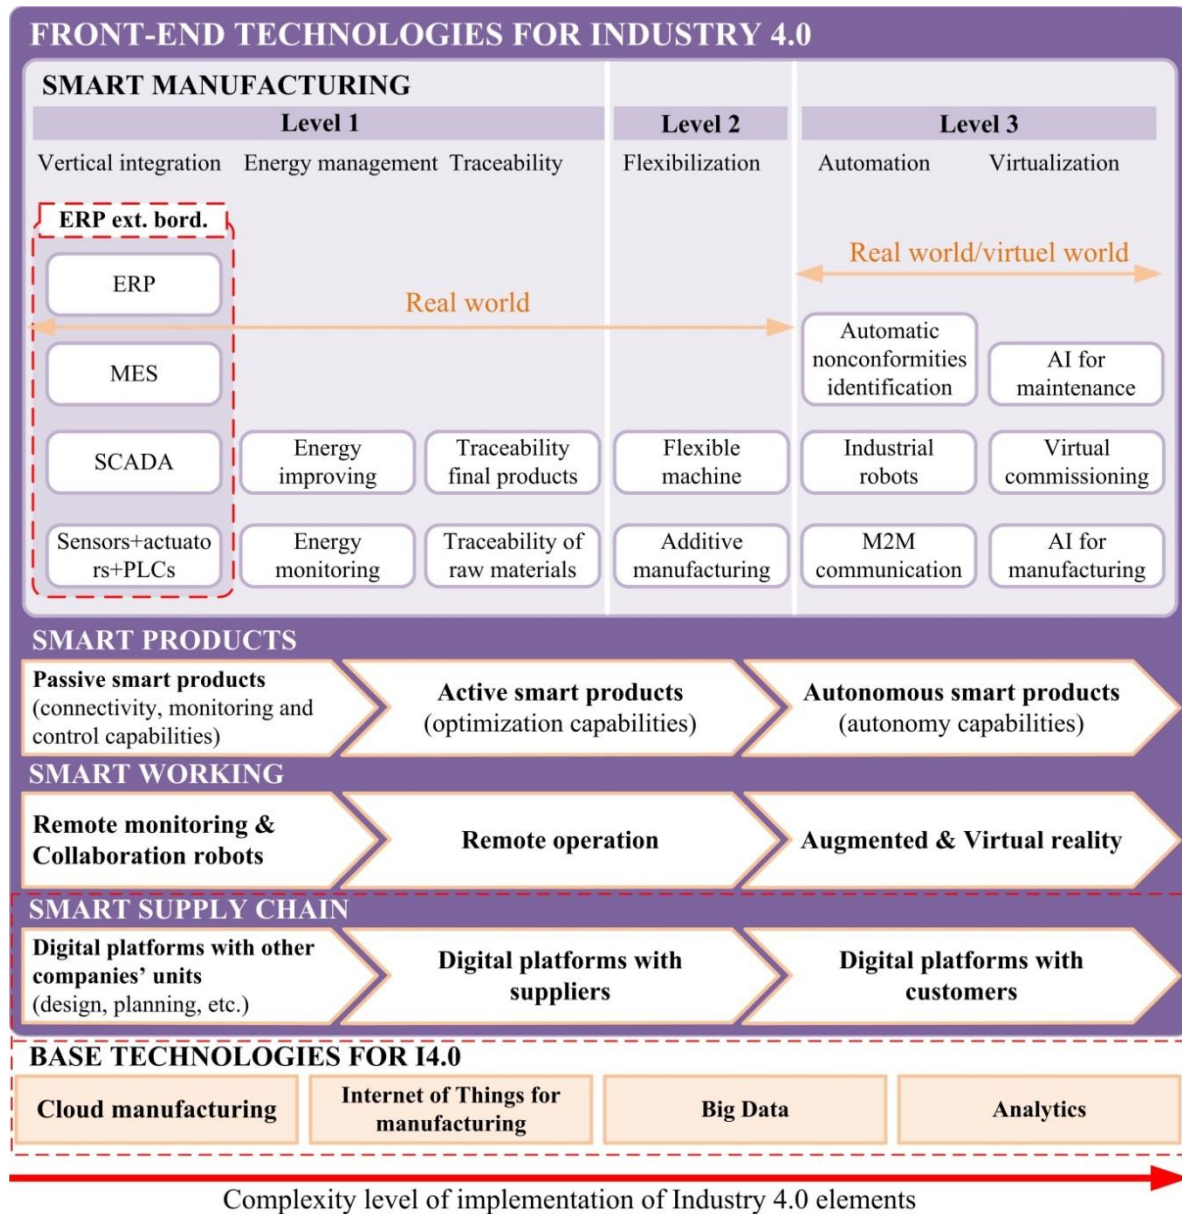 FRONT-END TECHNOLOGIES FOR INDUSTRY 4.0
SMART MANUFACTURING
Level 1
Level 2
Level 3
Vertical integration
Energy management
Traceability
Flexibilization
Automation
Virtualization
ERP ext. bord.
Real world/virtuel world
ERP
Real world
Automatic
nonconformities
identification
MES
AI for
maintenance
SCADA
Energy
improving
Traceability
final products
Flexible
machine
Industrial
robots
Virtual
commissioning
Sensors+actuato
rs+PLCs
Energy
monitoring
Traceability of
raw materials
Additive
manufacturing
M2M
communication
AI for
manufacturing
SMART PRODUCTS
Passive smart products
(connectivity, monitoring and
control capabilities)
Active smart products
(optimization capabilities)
Autonomous smart products
(autonomy capabilities)
SMART WORKING
Remote monitoring &
Collaboration robots
Remote operation
Augmented & Virtual reality
SMART SUPPLY CHAIN
Digital platforms with other
companies’ units
(design, planning, etc.)
Digital platforms with
suppliers
Digital platforms with
customers
BASE TECHNOLOGIES FOR I4.0
Cloud manufacturing
Internet of Things for
manufacturing
Big Data
Analytics
Complexity level of implementation of Industry 4.0 elements